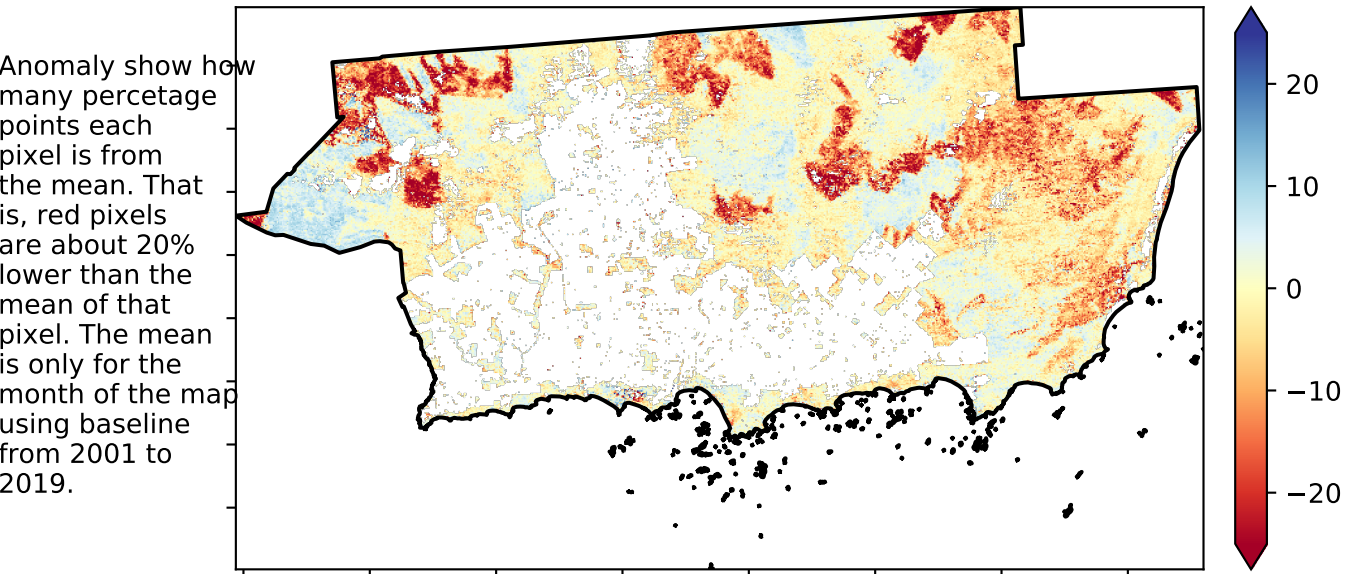 Anomaly show how
many percetage
points each
pixel is from
the mean. That
is, red pixels
are about 20%
lower than the
mean of that
pixel. The mean
is only for the
month of the map
using baseline
from 2001 to
2019.
20
10
0
−10
−20